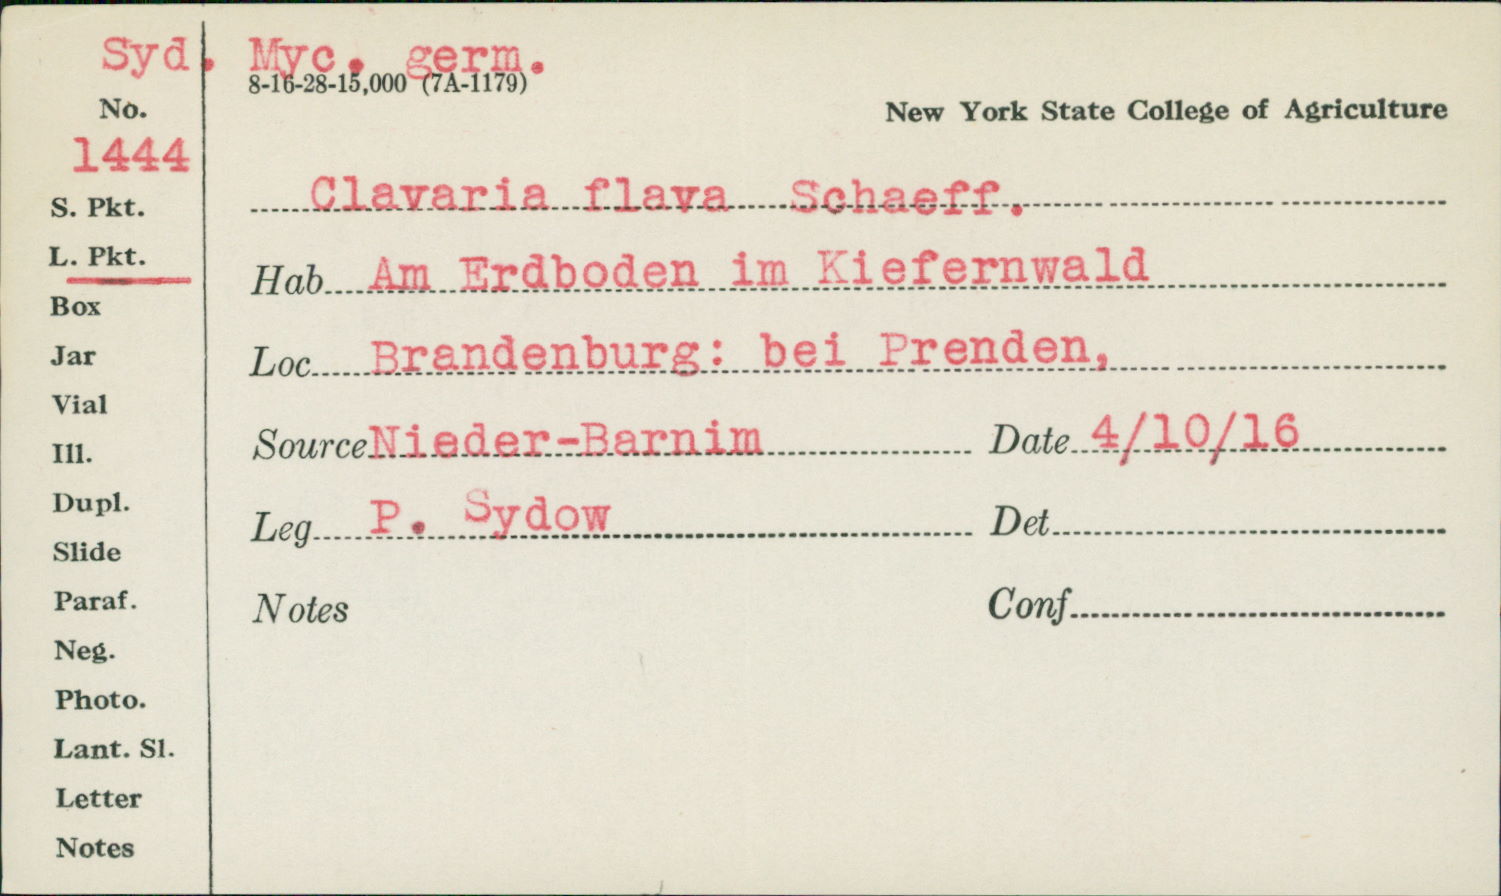 Syd. Myc. germ.
8-16-28-15,000 (7A-1179)
No.
New York State College of Agriculture
1444
Clavaria flava Schaeff.
S. Pkt.
L. Pkt.
Hab Am Erdboden im Kiefernwald
Box
Jar
Loc Brandenburg: bei Prenden,
Vial
Source Nieder-Barnim Date 4/10/16
Ill.
Dupl.
Leg P. Sydow Det
Slide
Paraf.
Notes Conf
Neg.
Photo.
Lant. Sl.
Letter
Notes